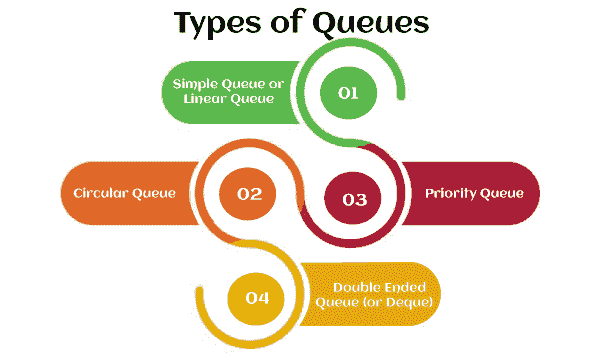 Types of Queues
Simple Queue or
Linear Queue
01
Circular Queue
02
03
Priority Queue
04
Double Ended
Queue (or Deque)